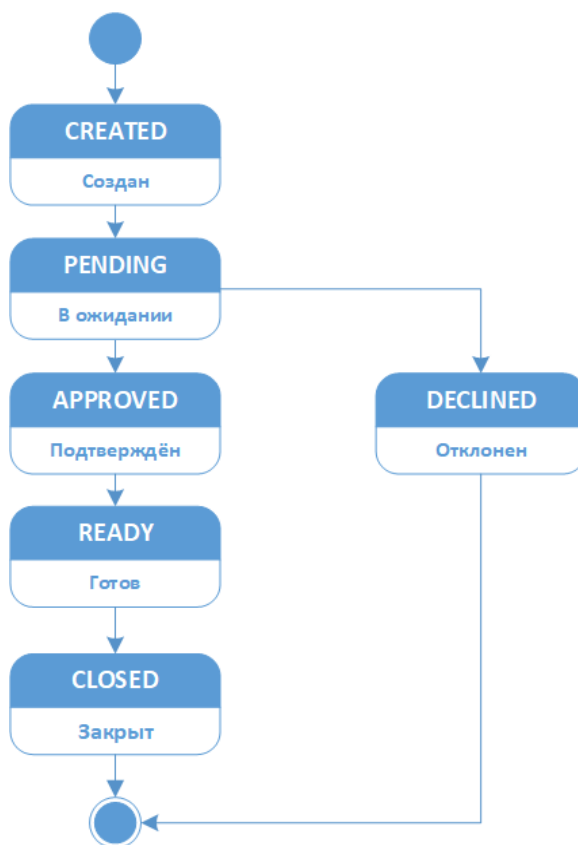 CREATED
Создан
PENDING
В ожидании
APPROVED
Подтверждён
DECLINED
Отклонен
READY
Готов
CLOSED
Закрыт